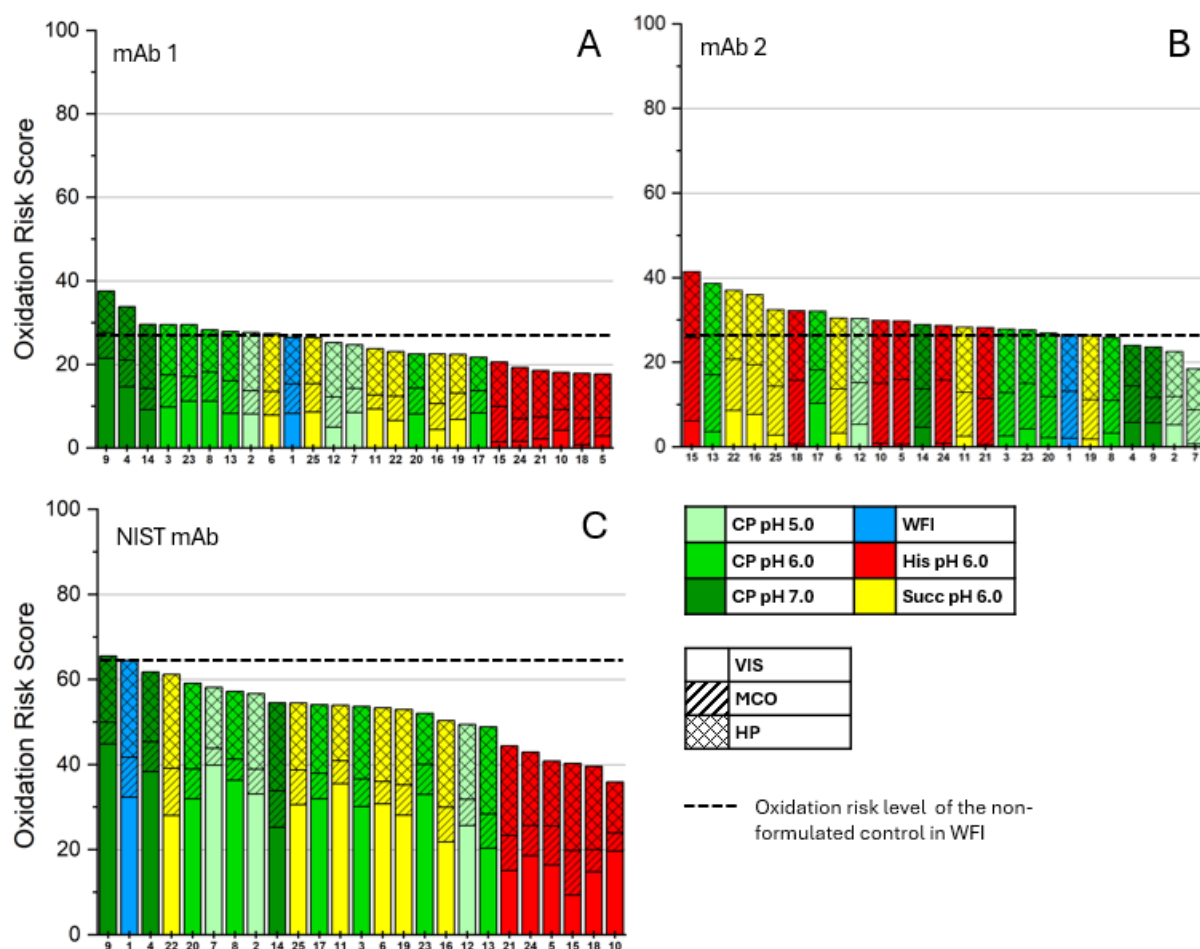 mAb 1
A
Oxidation Risk Score
100
80
60
40
20
0
9 4 14 3 23 8 13 2 6 1 25 12 7 11 22 20 16 19 17 15 24 21 10 18 5
mAb 2
B
100
80
60
40
20
0
15 13 22 16 25 18 17 6 12 10 5 14 24 11 21 3 23 20 1 19 8 4 9 2 7
NIST mAb
C
Oxidation Risk Score
100
80
60
40
20
0
9 1 4 22 20 7 8 2 14 25 17 11 3 6 19 23 16 12 13 21 24 5 15 18 10
CP pH 5.0 WFI
CP pH 6.0 His pH 6.0
CP pH 7.0 Succ pH 6.0
VIS
MCO
HP
Oxidation risk level of the non-
formulated control in WFI